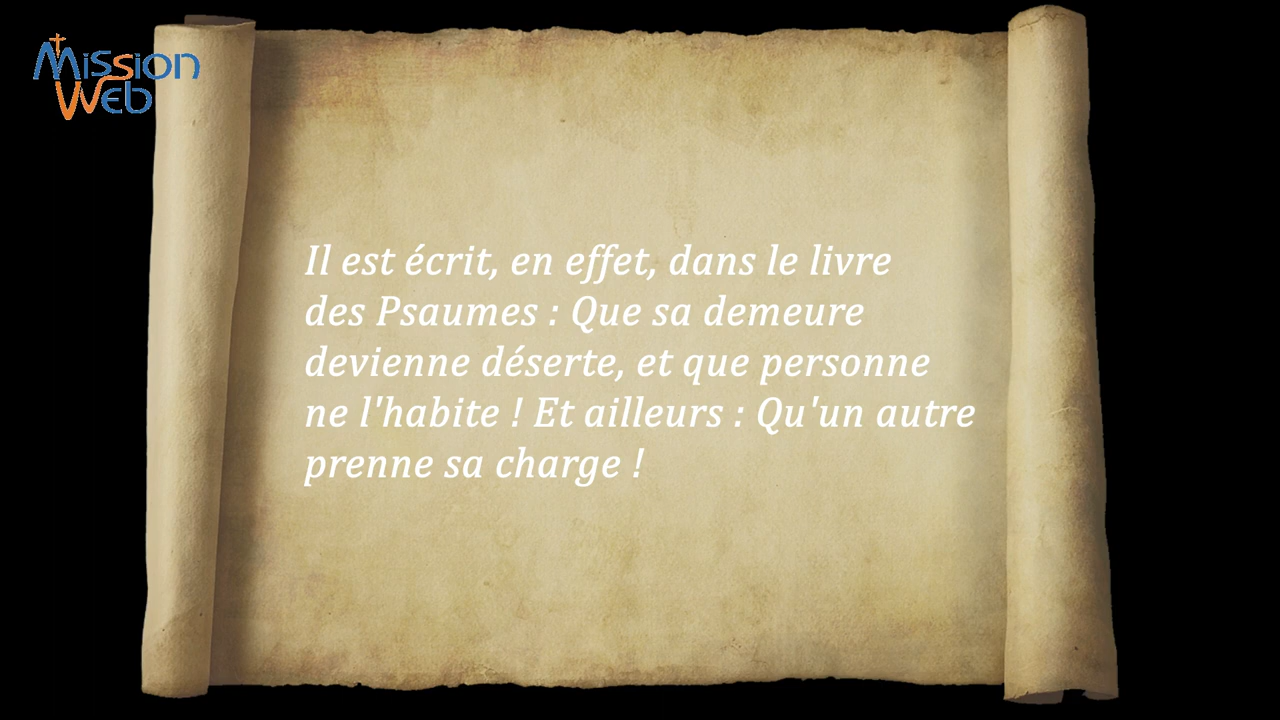 Mission
Web
Il est écrit, en effet, dans le livre
des Psaumes : Que sa demeure
devienne déserte, et que personne
ne l'habite ! Et ailleurs : Qu'un autre
prenne sa charge !